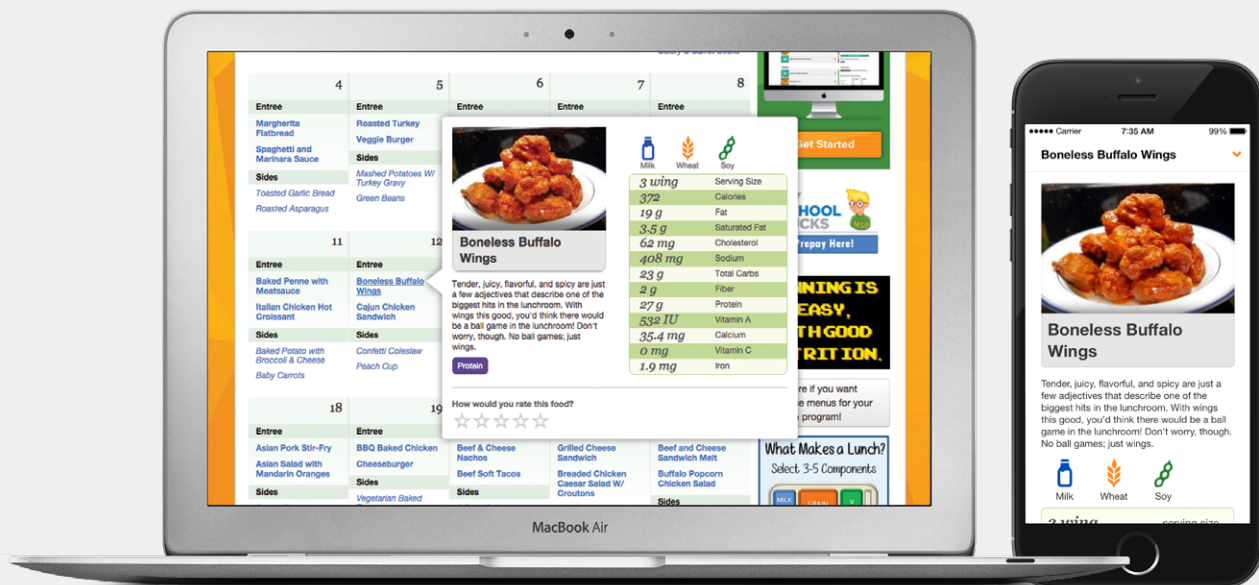 4
5
6
7
8
Entree
Entree
Entree
Entree
Entree
Margherita
Flatbread
Spaghetti and
Marinara Sauce
Sides
Toasted Garlic Bread
Roasted Asparagus
Roasted Turkey
Veggie Burger
Sides
Mashed Potatoes W/
Turkey Gravy
Green Beans
11
12
Entree
Entree
Baked Penne with
Meatsauce
Italian Chicken Hot
Croissant
Sides
Baked Potato with
Broccoli & Cheese
Baby Carrots
Boneless Buffalo
Wings
Cajun Chicken
Sandwich
Sides
Confetti Coleslaw
Peach Cup
18
19
Entree
Entree
Asian Pork Stir-Fry
Asian Salad with
Mandarin Oranges
Sides
BBQ Baked Chicken
Cheeseburger
Sides
Vegetarian Baked
Beef & Cheese
Nachos
Beef Soft Tacos
Sides
Grilled Cheese
Sandwich
Breaded Chicken
Caesar Salad W/
Croutons
Beef and Cheese
Sandwich Melt
Buffalo Popcorn
Chicken Salad
Sides
Boneless Buffalo
Wings
Tender, juicy, flavorful, and spicy are just
a few adjectives that describe one of the
biggest hits in the lunchroom. With
wings this good, you'd think there would
be a ball game in the lunchroom! Don't
worry, though. No ball games; just
wings.
Protein
How would you rate this food?
Milk Wheat Soy
3 wing Serving Size
372 Calories
19 g Fat
3.5 g Saturated Fat
62 mg Cholesterol
408 mg Sodium
23 g Total Carbs
2 g Fiber
27 g Protein
532 IU Vitamin A
35.4 mg Calcium
0 mg Vitamin C
1.9 mg Iron
Get Started
Prepay Here!
EASY,
re if you want
menus for your
program!
What Makes a Lunch?
Select 3-5 Components
MILK
GRAIN
V
MacBook Air
Carrier 7:35 AM 99%
Boneless Buffalo Wings
Boneless Buffalo
Wings
Tender, juicy, flavorful, and spicy are just a
few adjectives that describe one of the
biggest hits in the lunchroom. With wings
this good, you'd think there would be a ball
game in the lunchroom! Don't worry, though.
No ball games; just wings.
Milk Wheat Soy
3 wing serving size